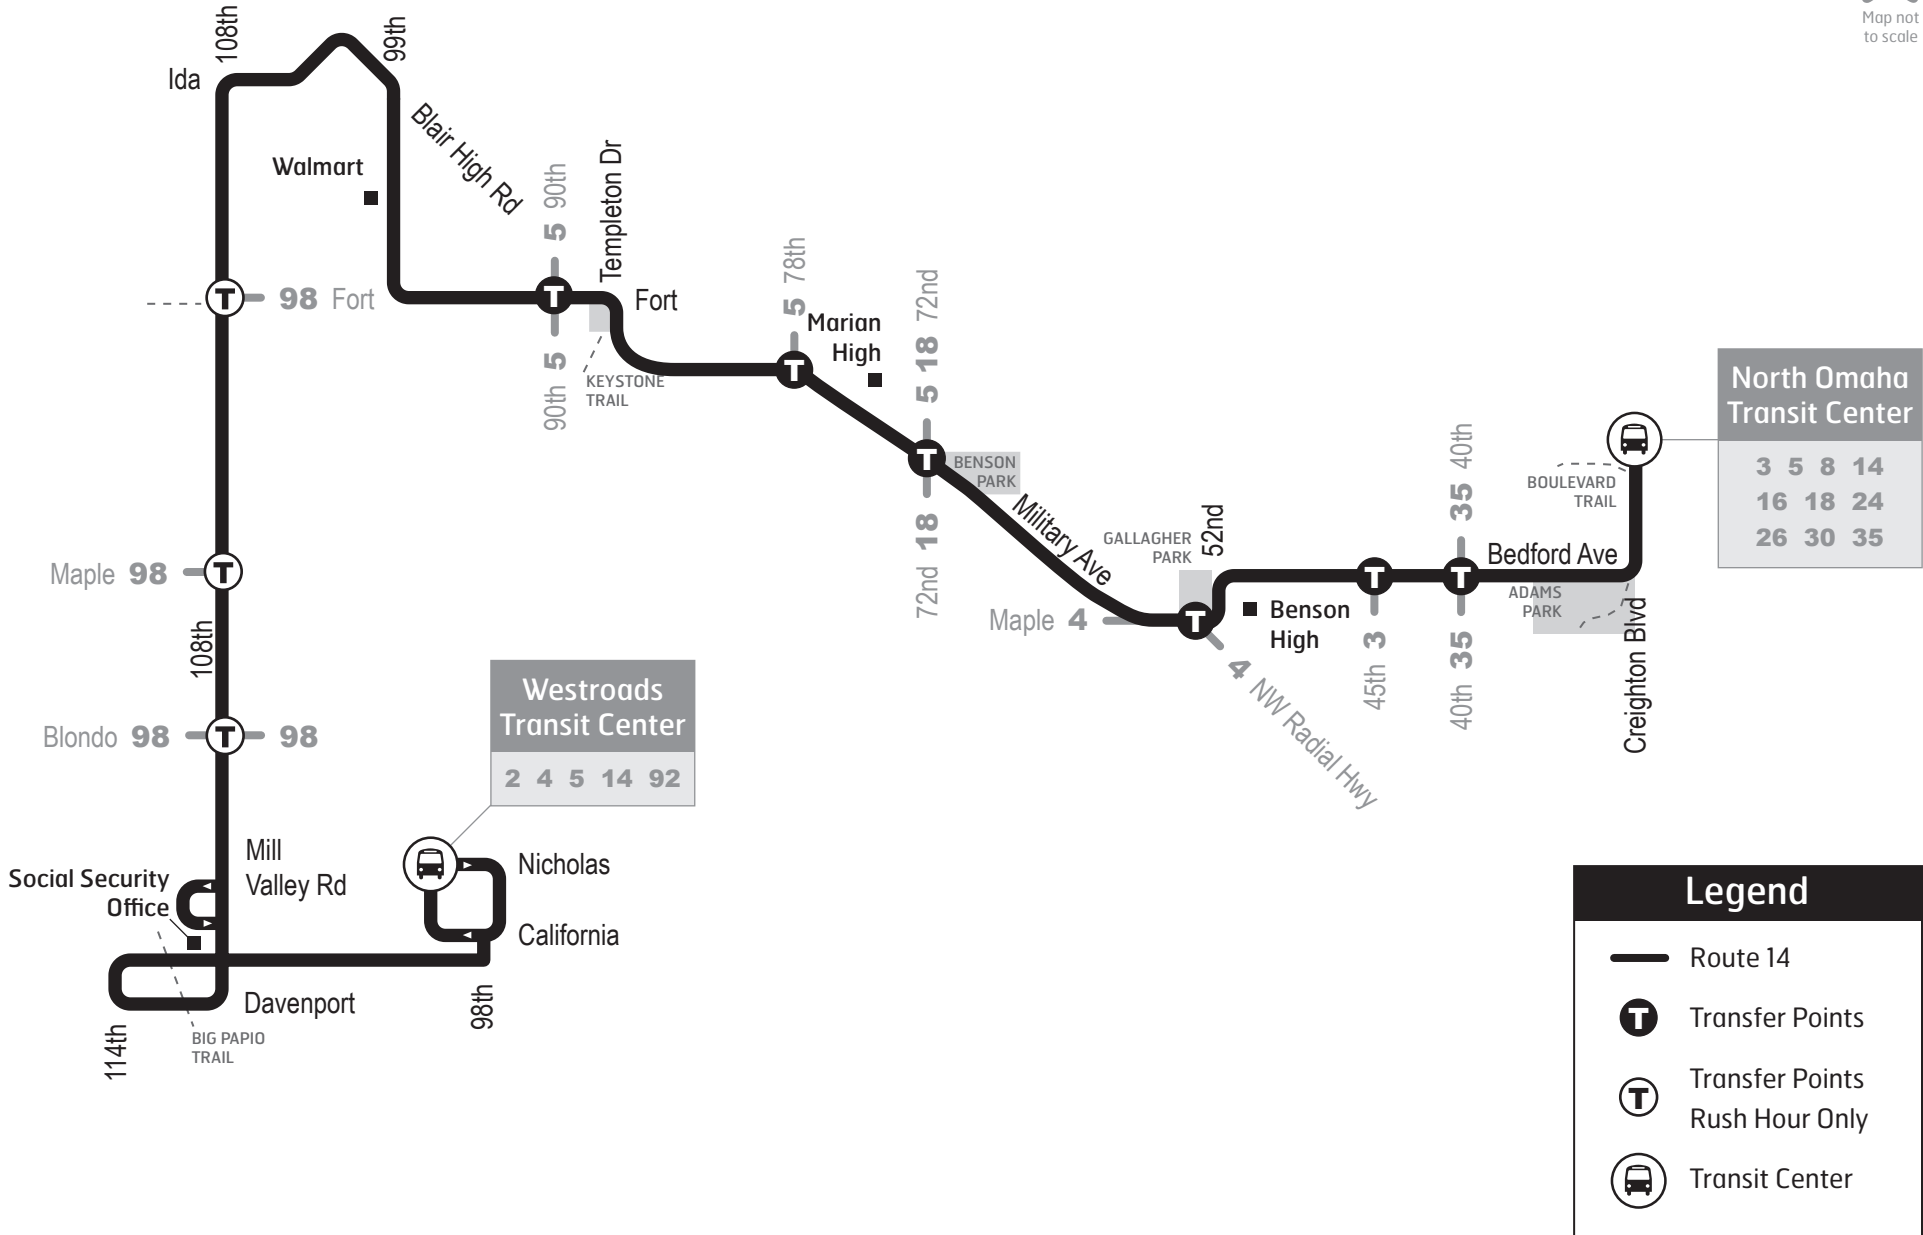 Map not
to scale
108th
99th
Ida
Blair High Rd
Walmart
5 90th
Templeton Dr
98 Fort
Fort
90th 5
KEYSTONE
TRAIL
5 78th
Marian
High
5 18 72nd
72nd 18
BENSON
PARK
Military Ave
GALLAGHER
PARK
52nd
Maple 4
4 NW Radial Hwy
Benson
High
45th 3
35 40th
40th 35
Bedford Ave
ADAMS
PARK
BOULEVARD
TRAIL
Creighton Blvd
North Omaha
Transit Center
3 5 8 14
16 18 24
26 30 35
Maple 98
108th
Blondo 98
98
Westroads
Transit Center
2 4 5 14 92
Mill
Valley Rd
Social Security
Office
Nicholas
California
Davenport
98th
114th
BIG PAPIO
TRAIL
Legend
Route 14
T Transfer Points
T Transfer Points
Rush Hour Only
Transit Center